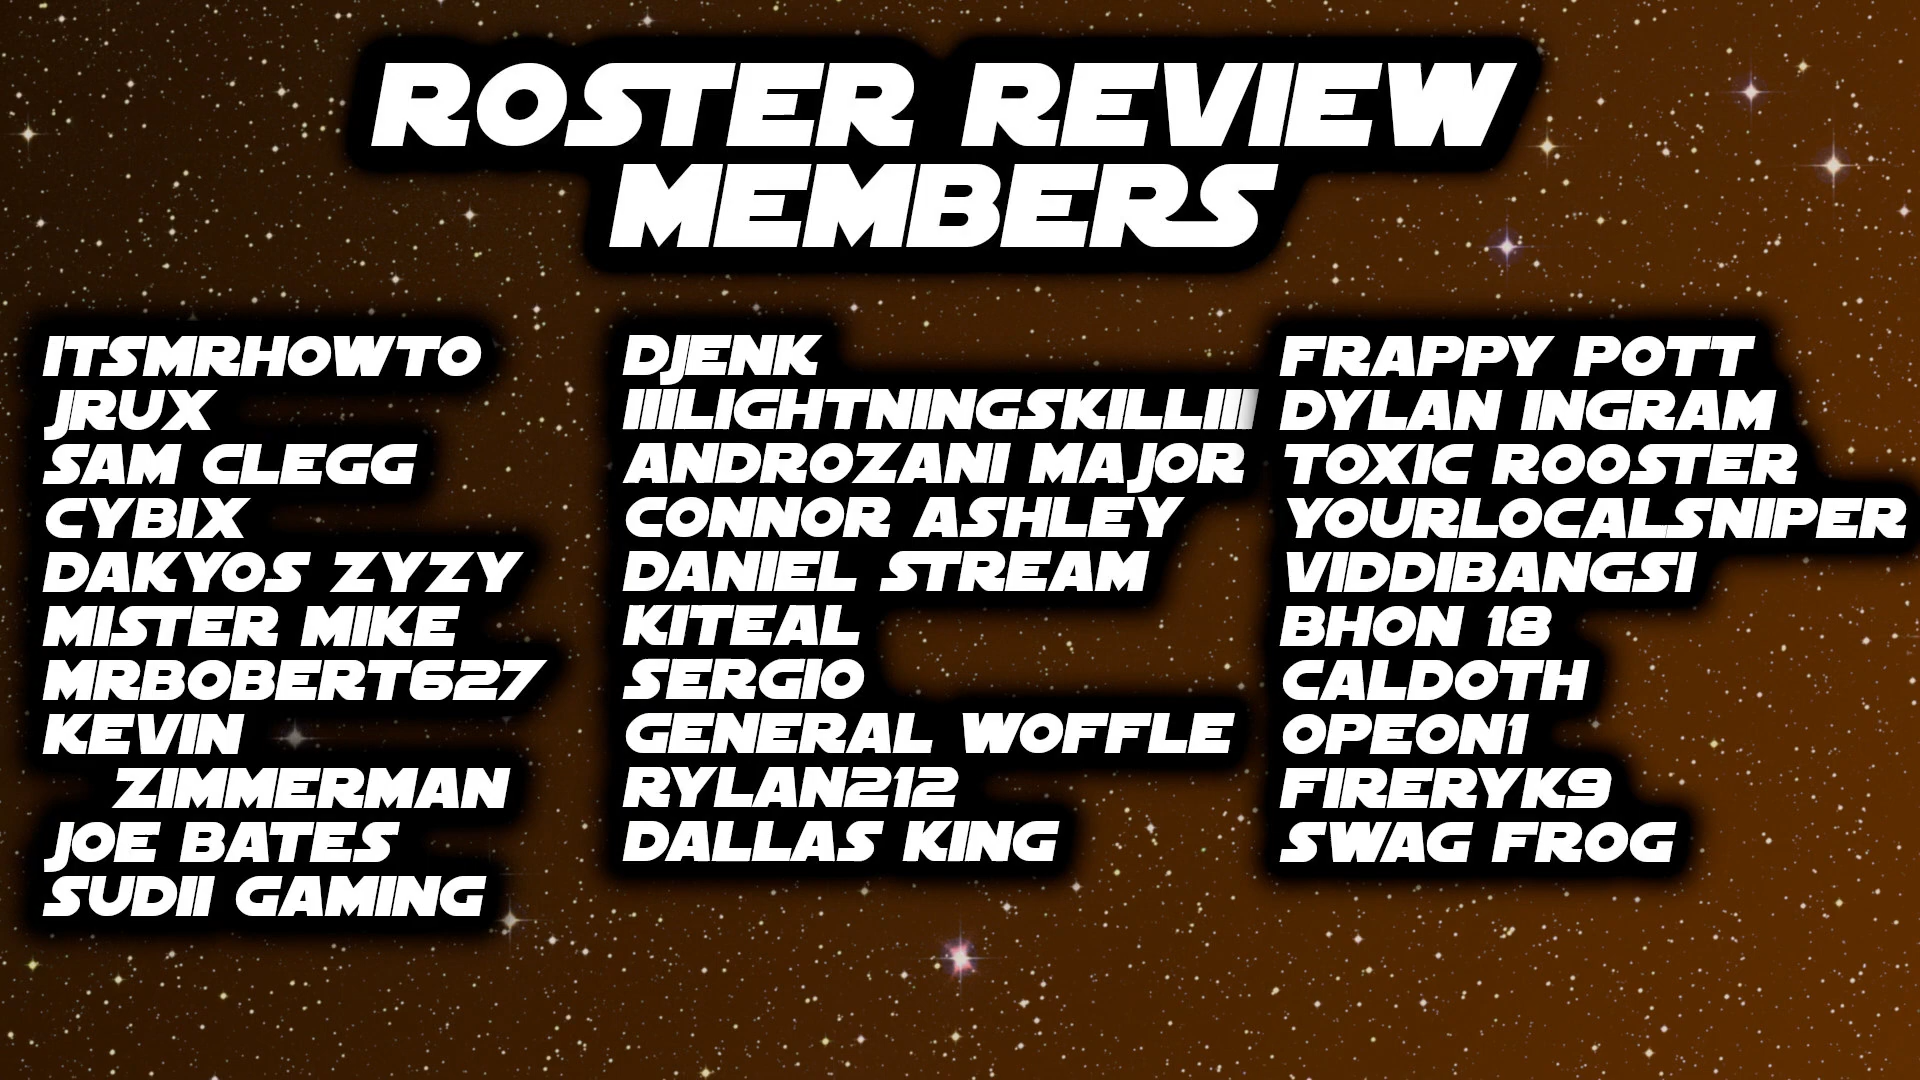 ROSTER REVIEW
MEMBERS
ITSMRHOWTO
JRUX
SAM CLEGG
CYBIX
DAKYOS ZYZY
MISTER MIKE
MRBOBERT627
KEVIN
ZIMMERMAN
JOE BATES
SUDII GAMING
DJENK
IIILIGHTNINGSKILLIII
ANDROZANI MAJOR
CONNOR ASHLEY
DANIEL STREAM
KITEAL
SERGIO
GENERAL WOFFLE
RYLAN212
DALLAS KING
FRAPPY POTT
DYLAN INGRAM
TOXIC ROOSTER
YOURLOCALSNIPER
VIDDIBANGSI
BHON 18
CALDOTH
OPEON1
FIRERYK9
SWAG FROG